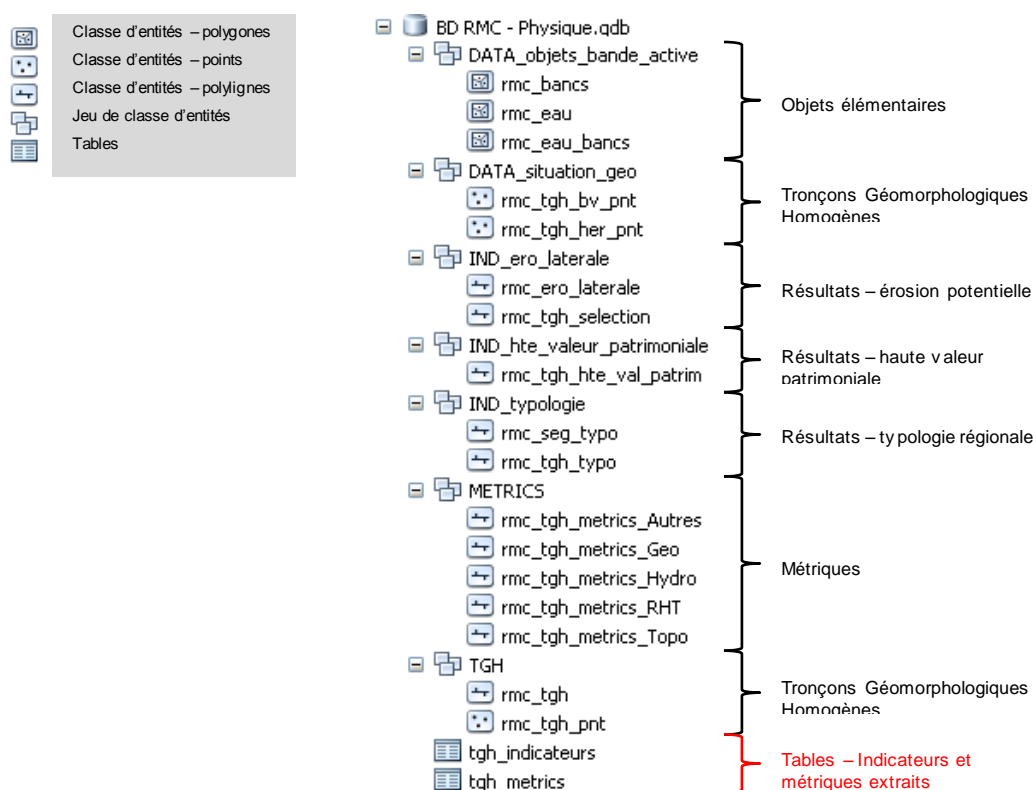 Classe d'entités – polygones
Classe d'entités – points
Classe d'entités – polylignes
Jeu de classe d'entités
Tables
BD RMC - Physique.gdb
DATA_objets_bande_active
rmc_bancs
rmc_eau
rmc_eau_bancs
Objets élémentaires
DATA_situation_geo
rmc_tgh_bv_pnt
rmc_tgh_her_pnt
Tronçons Géomorphologiques
Homogènes
IND_ero_laterale
rmc_ero_laterale
rmc_tgh_selection
Résultats – érosion potentielle
IND_hte_valeur_patrimoniale
rmc_tgh_hte_val_patrim
Résultats – haute valeur
patrimoniale
IND_typologie
rmc_seg_typo
rmc_tgh_typo
Résultats – typologie régionale
METRICS
rmc_tgh_metrics_Autres
rmc_tgh_metrics_Geo
rmc_tgh_metrics_Hydro
rmc_tgh_metrics_RHT
rmc_tgh_metrics_Topo
Métriques
TGH
rmc_tgh
rmc_tgh_pnt
Tronçons Géomorphologiques
Homogènes
tgh_indicateurs
tgh_metrics
Tables – Indicateurs et
métriques extraits